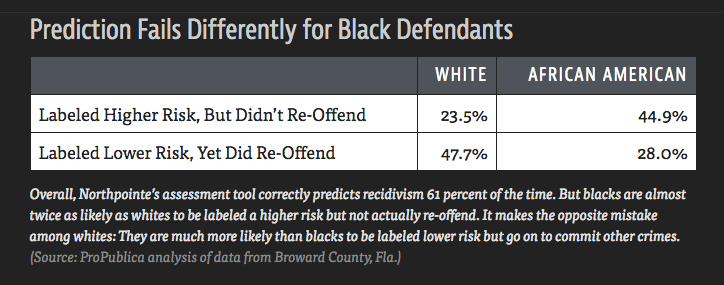 Prediction Fails Differently for Black Defendants
WHITE AFRICAN AMERICAN
Labeled Higher Risk, But Didn’t Re-Offend 23.5% 44.9%
Labeled Lower Risk, Yet Did Re-Offend 47.7% 28.0%
Overall, Northpointe’s assessment tool correctly predicts recidivism 61 percent of the time. But blacks are almost
twice as likely as whites to be labeled a higher risk but not actually re-offend. It makes the opposite mistake
among whites: They are much more likely than blacks to be labeled lower risk but go on to commit other crimes.
(Source: ProPublica analysis of data from Broward County, Fla.)